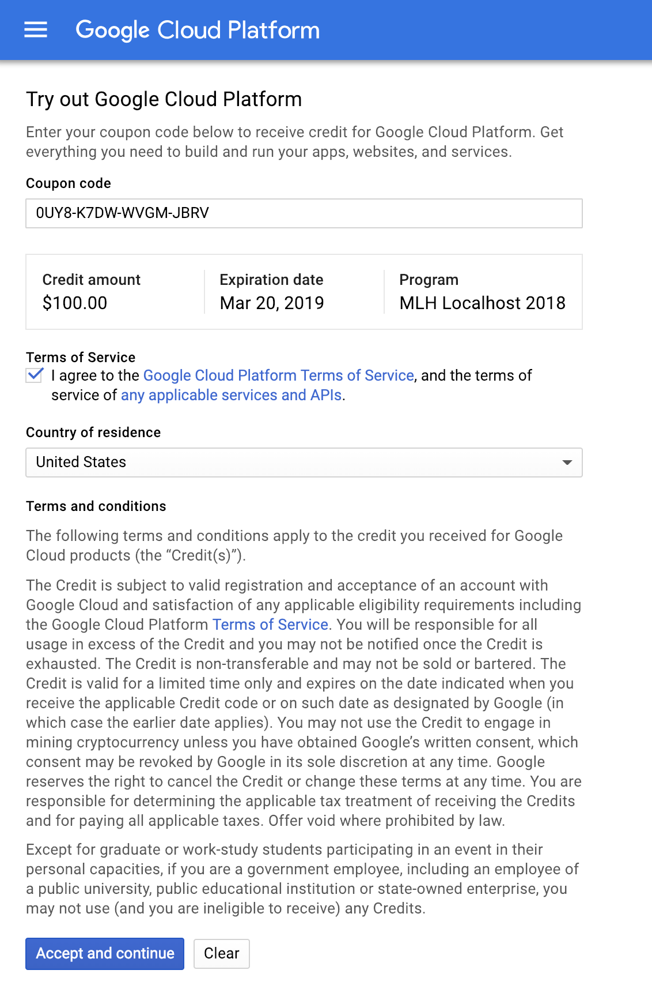 Google Cloud Platform
Try out Google Cloud Platform
Enter your coupon code below to receive credit for Google Cloud Platform. Get
everything you need to build and run your apps, websites, and services.
Coupon code
0UY8-K7DW-WVGM-JBRV
Credit amount
$100.00
Expiration date
Mar 20, 2019
Program
MLH Localhost 2018
Terms of Service
I agree to the Google Cloud Platform Terms of Service, and the terms of
service of any applicable services and APIs.
Country of residence
United States
Terms and conditions
The following terms and conditions apply to the credit you received for Google
Cloud products (the “Credit(s)”).
The Credit is subject to valid registration and acceptance of an account with
Google Cloud and satisfaction of any applicable eligibility requirements including
the Google Cloud Platform Terms of Service. You will be responsible for all
usage in excess of the Credit and you may not be notified once the Credit is
exhausted. The Credit is non-transferable and may not be sold or bartered. The
Credit is valid for a limited time only and expires on the date indicated when you
receive the applicable Credit code or on such date as designated by Google (in
which case the earlier date applies). You may not use the Credit to engage in
mining cryptocurrency unless you have obtained Google’s written consent, which
consent may be revoked by Google in its sole discretion at any time. Google
reserves the right to cancel the Credit or change these terms at any time. You are
responsible for determining the applicable tax treatment of receiving the Credits
and for paying all applicable taxes. Offer void where prohibited by law.
Except for graduate or work-study students participating in an event in their
personal capacities, if you are a government employee, including an employee of
a public university, public educational institution or state-owned enterprise, you
may not use (and you are ineligible to receive) any Credits.
Accept and continue
Clear